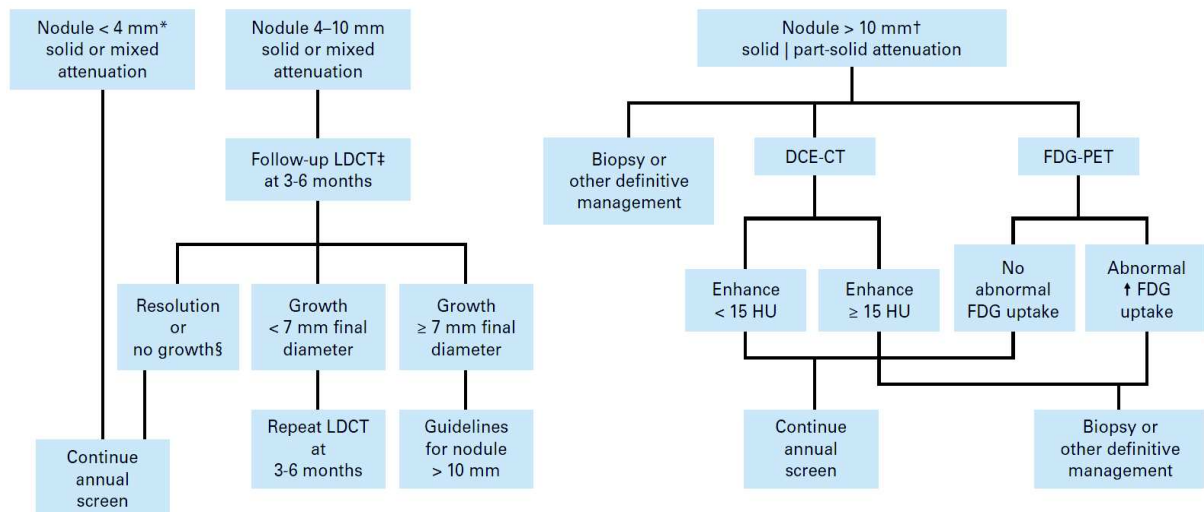 Nodule < 4 mm*
solid or mixed
attenuation
Nodule 4–10 mm
solid or mixed
attenuation
Nodule > 10 mm†
solid | part-solid attenuation
Follow-up LDCT‡
at 3-6 months
Biopsy or
other definitive
management
DCE-CT
FDG-PET
Resolution
or
no growth§
Growth
< 7 mm final
diameter
Growth
≥ 7 mm final
diameter
Enhance
< 15 HU
Enhance
≥ 15 HU
No
abnormal
FDG uptake
Abnormal
↑ FDG
uptake
Continue
annual
screen
Repeat LDCT
at
3-6 months
Guidelines
for nodule
> 10 mm
Continue
annual
screen
Biopsy or
other definitive
management